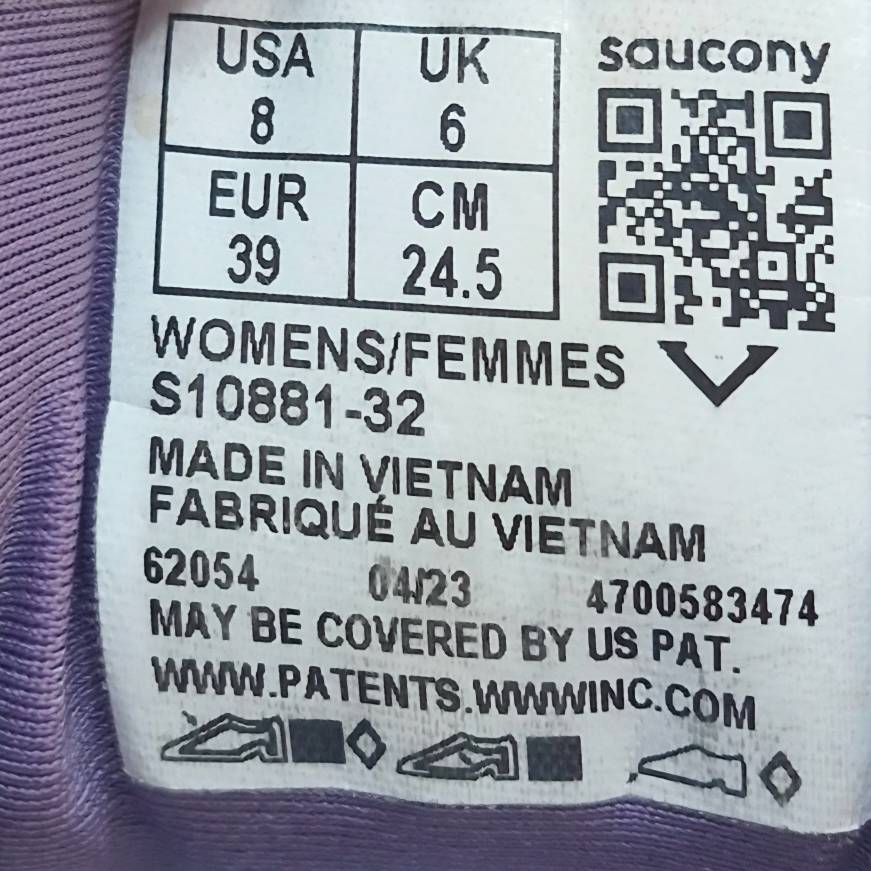 USA UK saucony
8 6
EUR CM
39 24.5
WOMENS/FEMMES
S10881-32
MADE IN VIETNAM
FABRIQUÉ AU VIETNAM
62054 04/23 4700583474
MAY BE COVERED BY US PAT.
WWW.PATENTS.WWWINC.COM